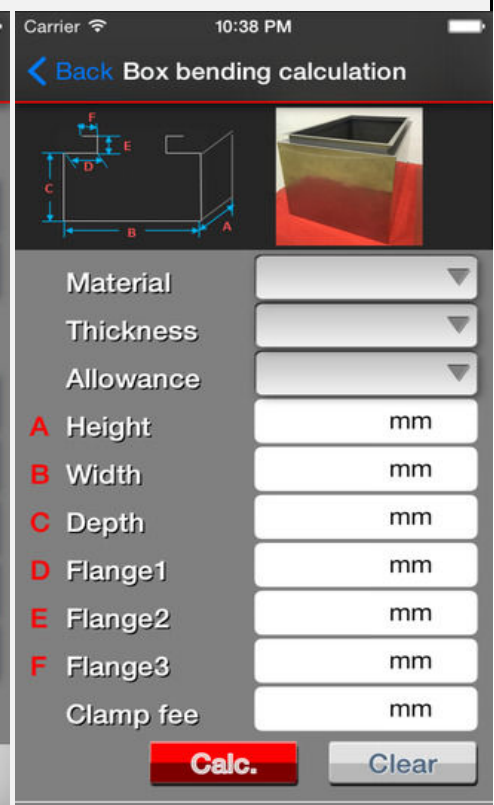 Carrier 10:38 PM
Back Box bending calculation
F
E
D
C
B
A
Material
Thickness
Allowance
A Height mm
B Width mm
C Depth mm
D Flange1 mm
E Flange2 mm
F Flange3 mm
Clamp fee mm
Calc. Clear